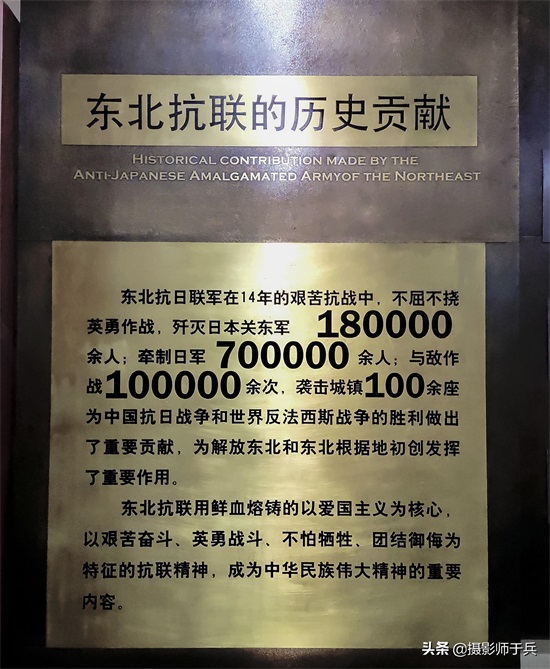 东北抗联的历史贡献
HISTORICAL CONTRIBUTION MADE BY THE
ANTI-JAPANESE AMALGAMATED ARMYOF THE NORTHEAST
东北抗日联军在14年的艰苦抗战中，不屈不挠
英勇作战，歼灭日本关东军 180000
余人；牵制日军 700000 余人；与敌作
战100000余次，袭击城镇100余座
为中国抗日战争和世界反法西斯战争的胜利做出
了重要贡献，为解放东北和东北根据地初创发挥
了重要作用。
东北抗联用鲜血熔铸的以爱国主义为核心，
以艰苦奋斗、英勇战斗、不怕牺牲、团结御侮为
特征的抗联精神，成为中华民族伟大精神的重要
内容。
头条 @摄影师于兵